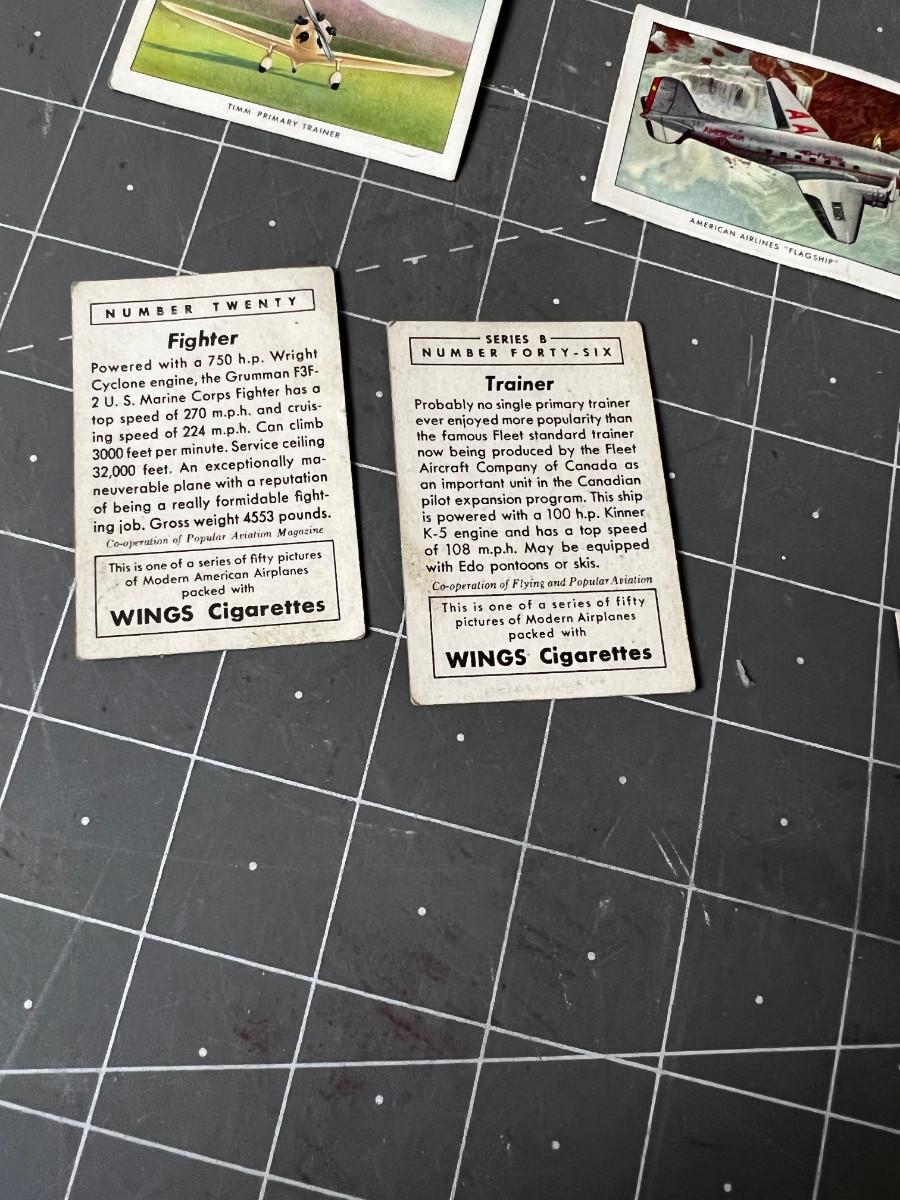 TIMM PRIMARY TRAINER
AA
AMERICAN
AMERICAN AIRLINES "FLAGSHIP"
NUMBER TWENTY
Fighter
Powered with a 750 h.p. Wright
Cyclone engine, the Grumman F3F-
2 U. S. Marine Corps Fighter has a
top speed of 270 m.p.h. and cruis-
ing speed of 224 m.p.h. Can climb
3000 feet per minute. Service ceiling
32,000 feet. An exceptionally ma-
neuverable plane with a reputation
of being a really formidable fight-
ing job. Gross weight 4553 pounds.
Co-operation of Popular Aviation Magazine
This is one of a series of fifty pictures
of Modern American Airplanes
packed with
WINGS Cigarettes
SERIES B
NUMBER FORTY-SIX
Trainer
Probably no single primary trainer
ever enjoyed more popularity than
the famous Fleet standard trainer
now being produced by the Fleet
Aircraft Company of Canada as
an important unit in the Canadian
pilot expansion program. This ship
is powered with a 100 h.p. Kinner
K-5 engine and has a top speed
of 108 m.p.h. May be equipped
with Edo pontoons or skis.
Co-operation of Flying and Popular Aviation
This is one of a series of fifty
pictures of Modern Airplanes
packed with
WINGS Cigarettes